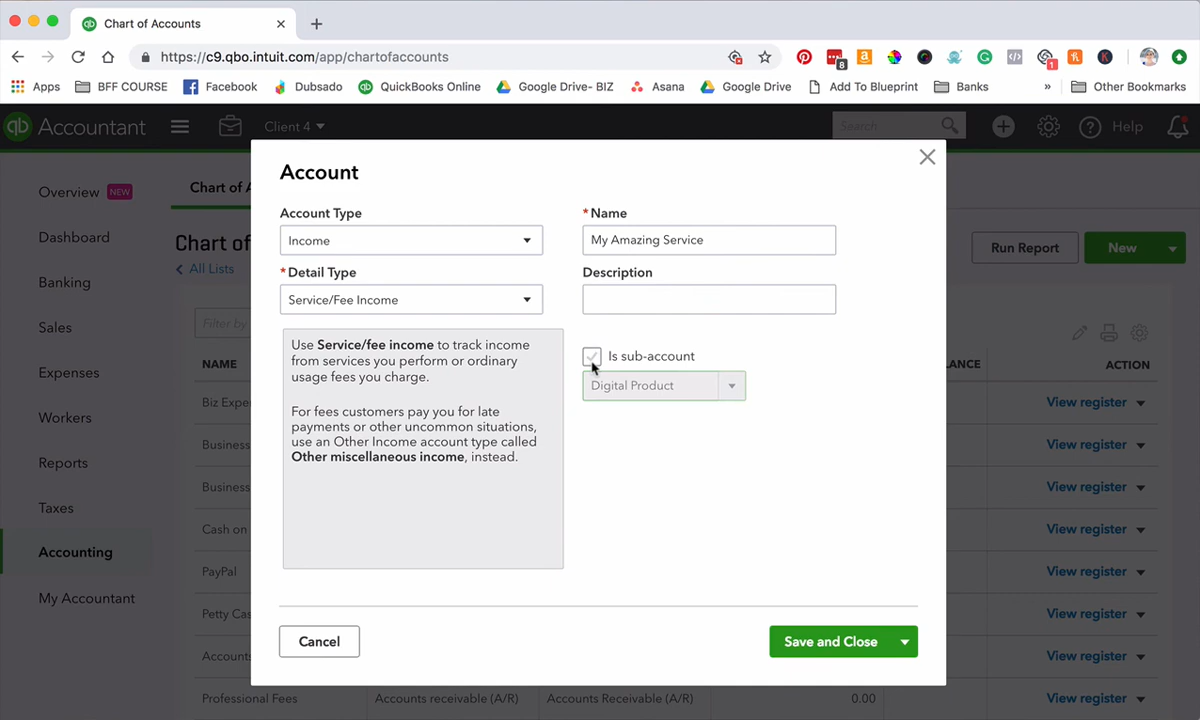 Chart of Accounts
https://c9.qbo.intuit.com/app/chartofaccounts
8
1
Apps
BFF COURSE
Facebook
Dubsado
QuickBooks Online
Google Drive- BIZ
Asana
Google Drive
Add To Blueprint
Banks
»
Other Bookmarks
qb Accountant
Client 4
Search
Help
Overview NEW
Dashboard
Banking
Sales
Expenses
Workers
Reports
Taxes
Accounting
My Accountant
Chart of A
Chart of
All Lists
Run Report
New
Filter by
NAME
LANCE
ACTION
Biz Expe
View register
Business
View register
Business
View register
Cash on
View register
PayPal
View register
Petty Cas
View register
Accounts
View register
Professional Fees
Accounts receivable (A/R)
Accounts Receivable (A/R)
0.00
View register
Account
Account Type
Income
*Detail Type
Service/Fee Income
Use Service/fee income to track income
from services you perform or ordinary
usage fees you charge.
For fees customers pay you for late
payments or other uncommon situations,
use an Other Income account type called
Other miscellaneous income, instead.
*Name
My Amazing Service
Description
Is sub-account
Digital Product
Cancel
Save and Close